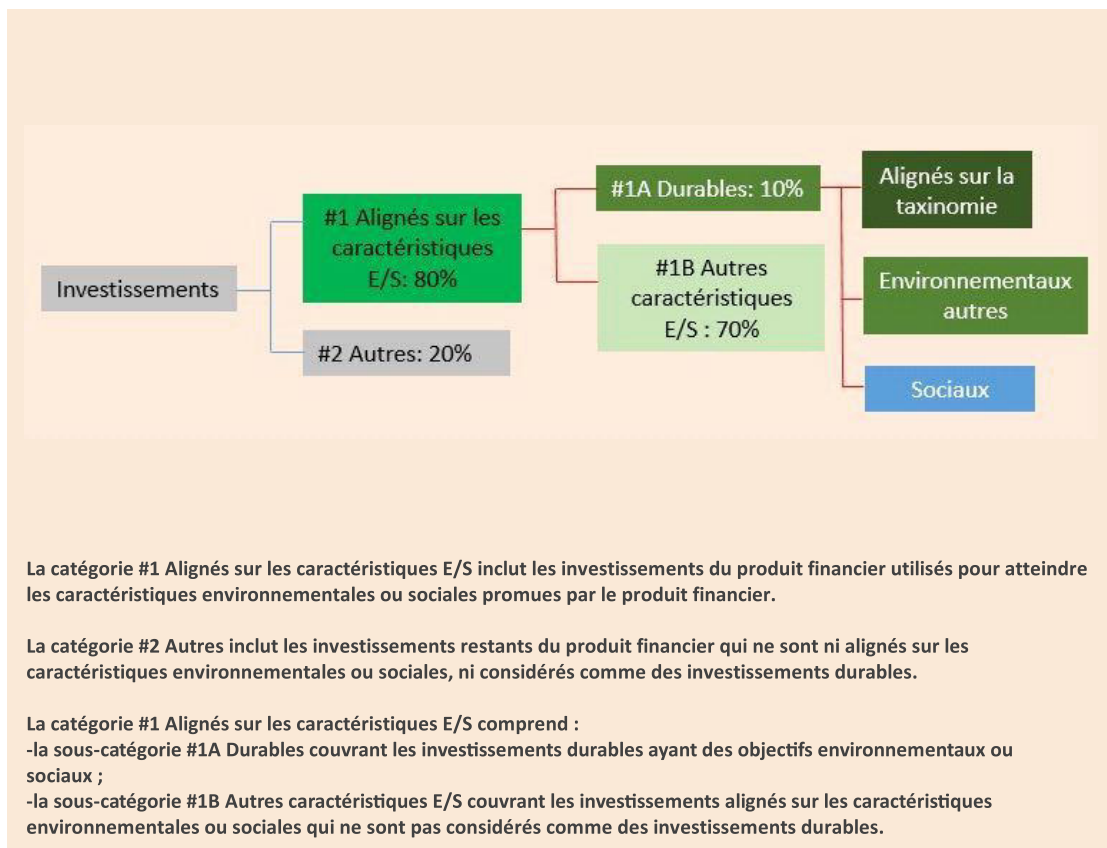 Investissements
#1 Alignés sur les
caractéristiques
E/S: 80%
#2 Autres: 20%
#1A Durables: 10%
#1B Autres
caractéristiques
E/S : 70%
Alignés sur la
taxinomie
Environnementaux
autres
Sociaux
La catégorie #1 Alignés sur les caractéristiques E/S inclut les investissements du produit financier utilisés pour atteindre
les caractéristiques environnementales ou sociales promues par le produit financier.
La catégorie #2 Autres inclut les investissements restants du produit financier qui ne sont ni alignés sur les
caractéristiques environnementales ou sociales, ni considérés comme des investissements durables.
La catégorie #1 Alignés sur les caractéristiques E/S comprend :
-la sous-catégorie #1A Durables couvrant les investissements durables ayant des objectifs environnementaux ou
sociaux ;
-la sous-catégorie #1B Autres caractéristiques E/S couvrant les investissements alignés sur les caractéristiques
environnementales ou sociales qui ne sont pas considérés comme des investissements durables.